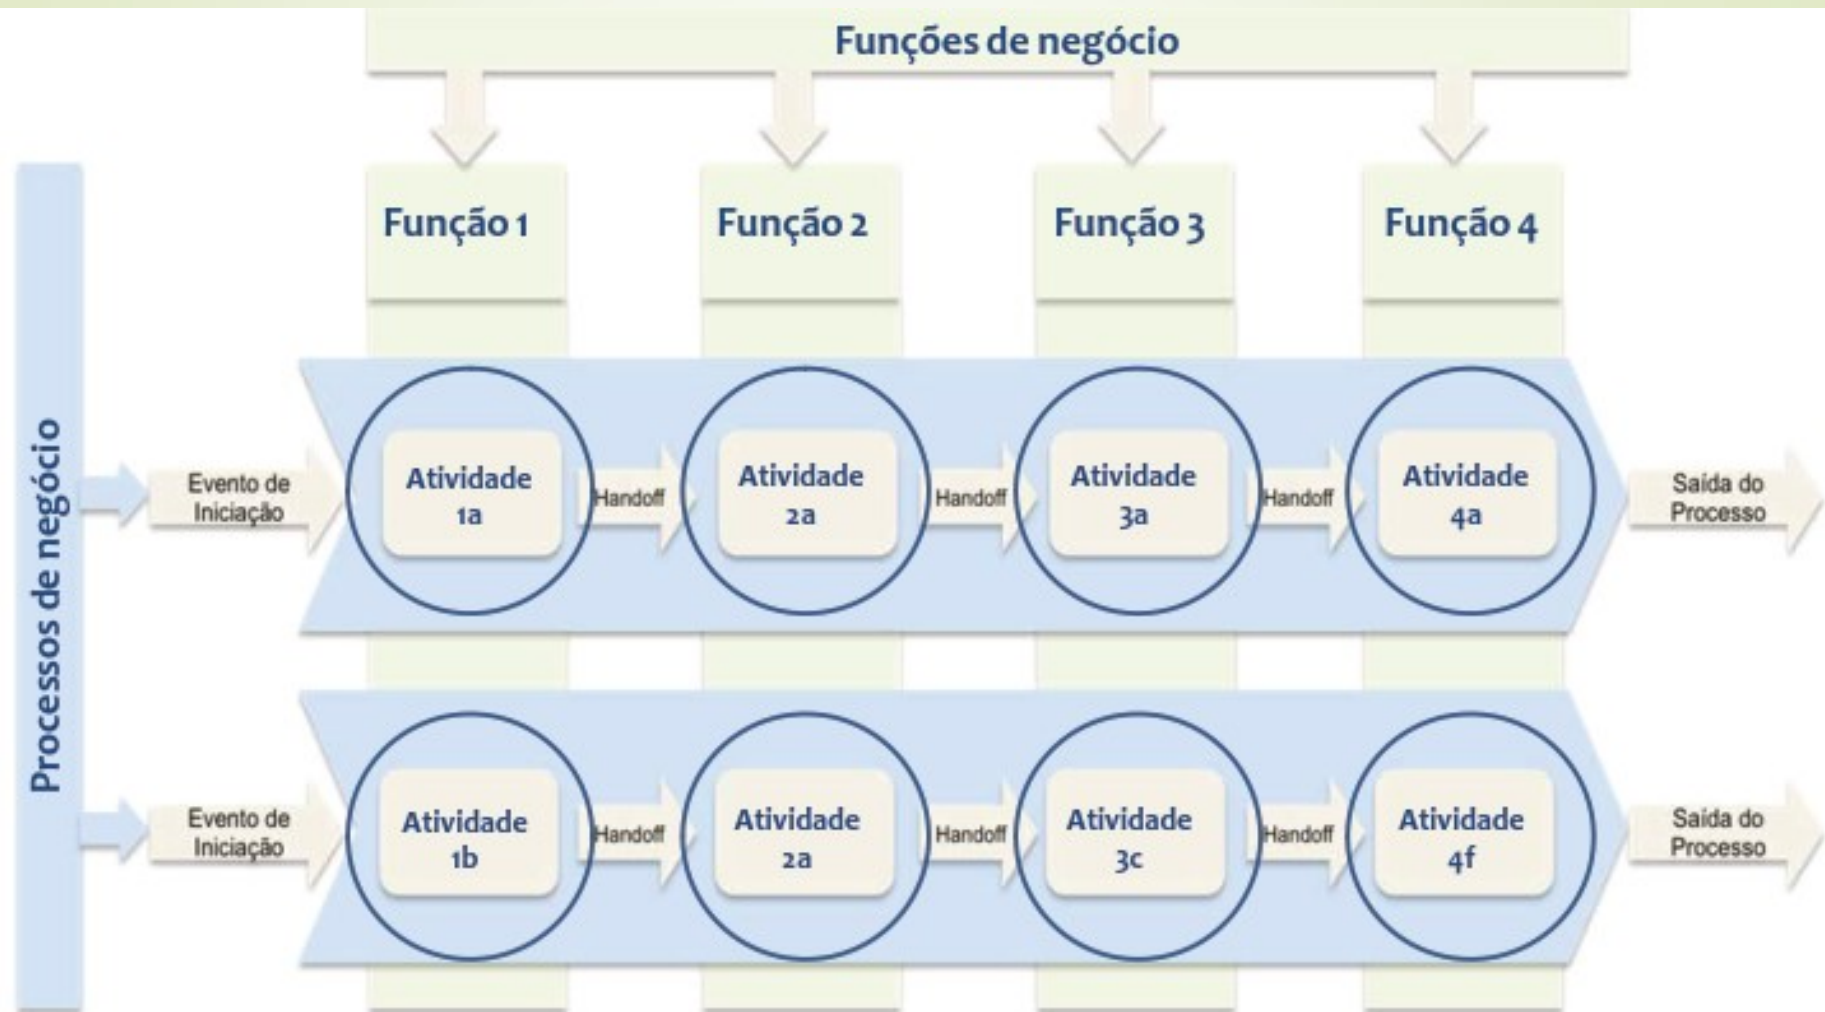 Funções de negócio
Função 1
Função 2
Função 3
Função 4
Processos de negócio
Evento de
Iniciação
Atividade
1a
Handoff
Atividade
2a
Handoff
Atividade
3a
Handoff
Atividade
4a
Saída do
Processo
Evento de
Iniciação
Atividade
1b
Handoff
Atividade
2a
Handoff
Atividade
3c
Handoff
Atividade
4f
Saída do
Processo